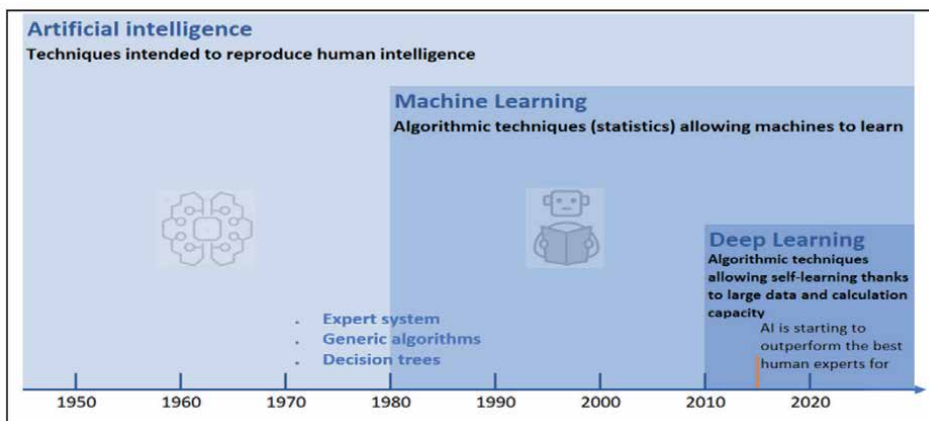 Artificial intelligence
Techniques intended to reproduce human intelligence
Machine Learning
Algorithmic techniques (statistics) allowing machines to learn
Deep Learning
Algorithmic techniques
allowing self-learning thanks
to large data and calculation
capacity
AI is starting to
outperform the best
human experts for
. Expert system
. Generic algorithms
. Decision trees
1950 1960 1970 1980 1990 2000 2010 2020